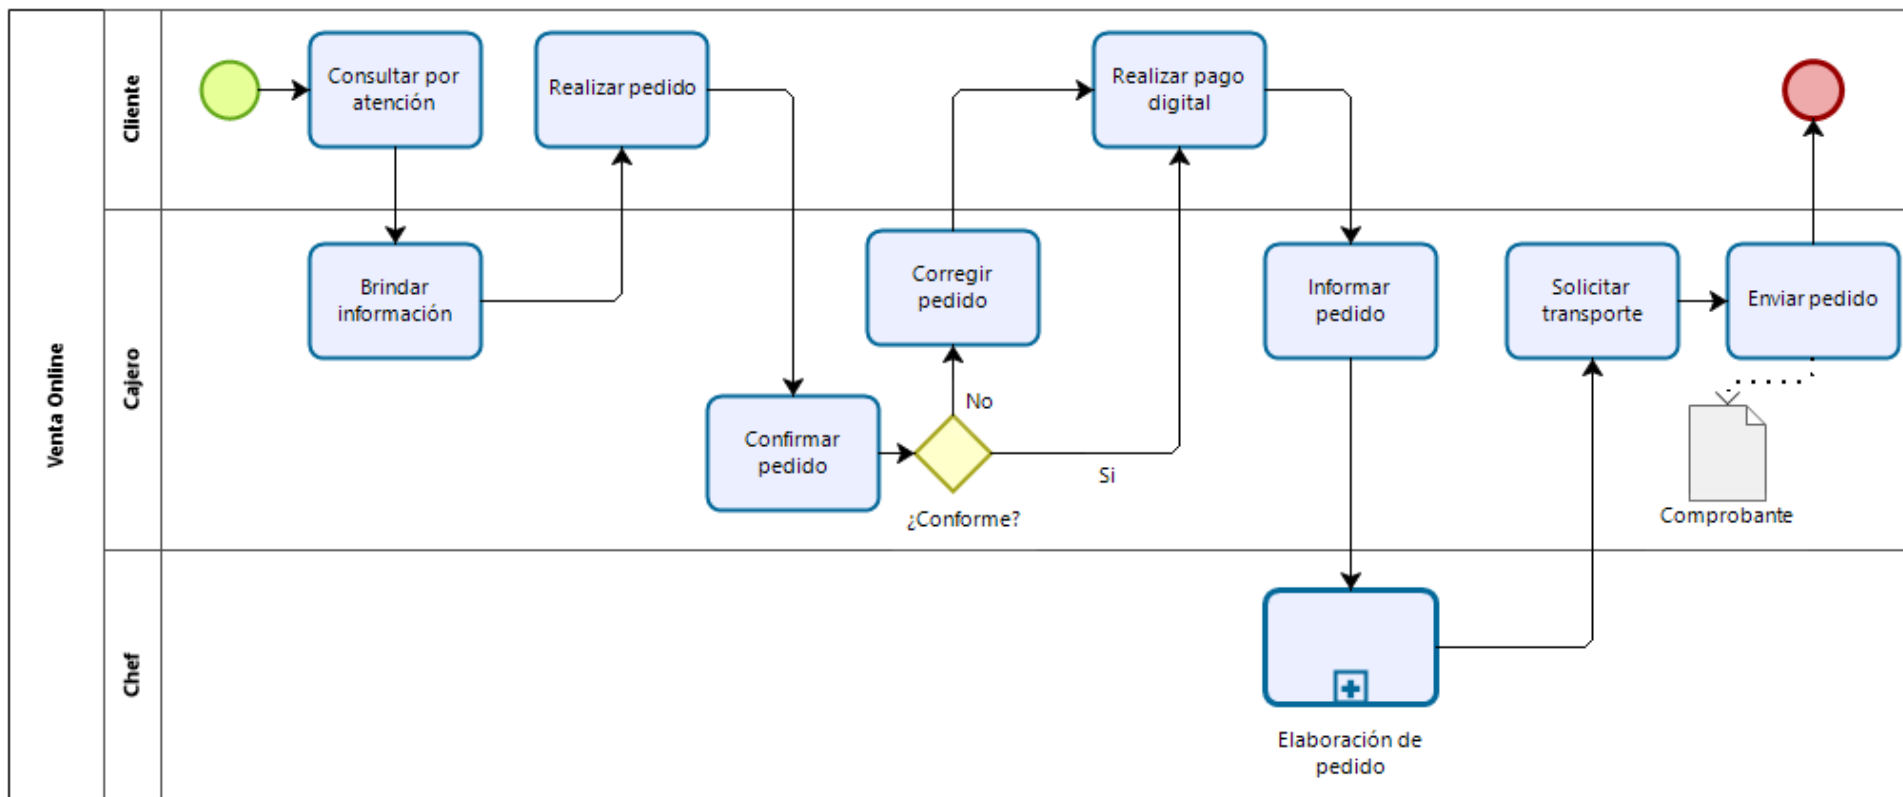 Venta Online
Cliente
Consultar por
atención
Realizar pedido
Realizar pago
digital
Cajero
Brindar
información
Corregir
pedido
Informar
pedido
Solicitar
transporte
Enviar pedido
No
Confirmar
pedido
Si
¿Conforme?
Comprobante
Chef
Elaboración de
pedido